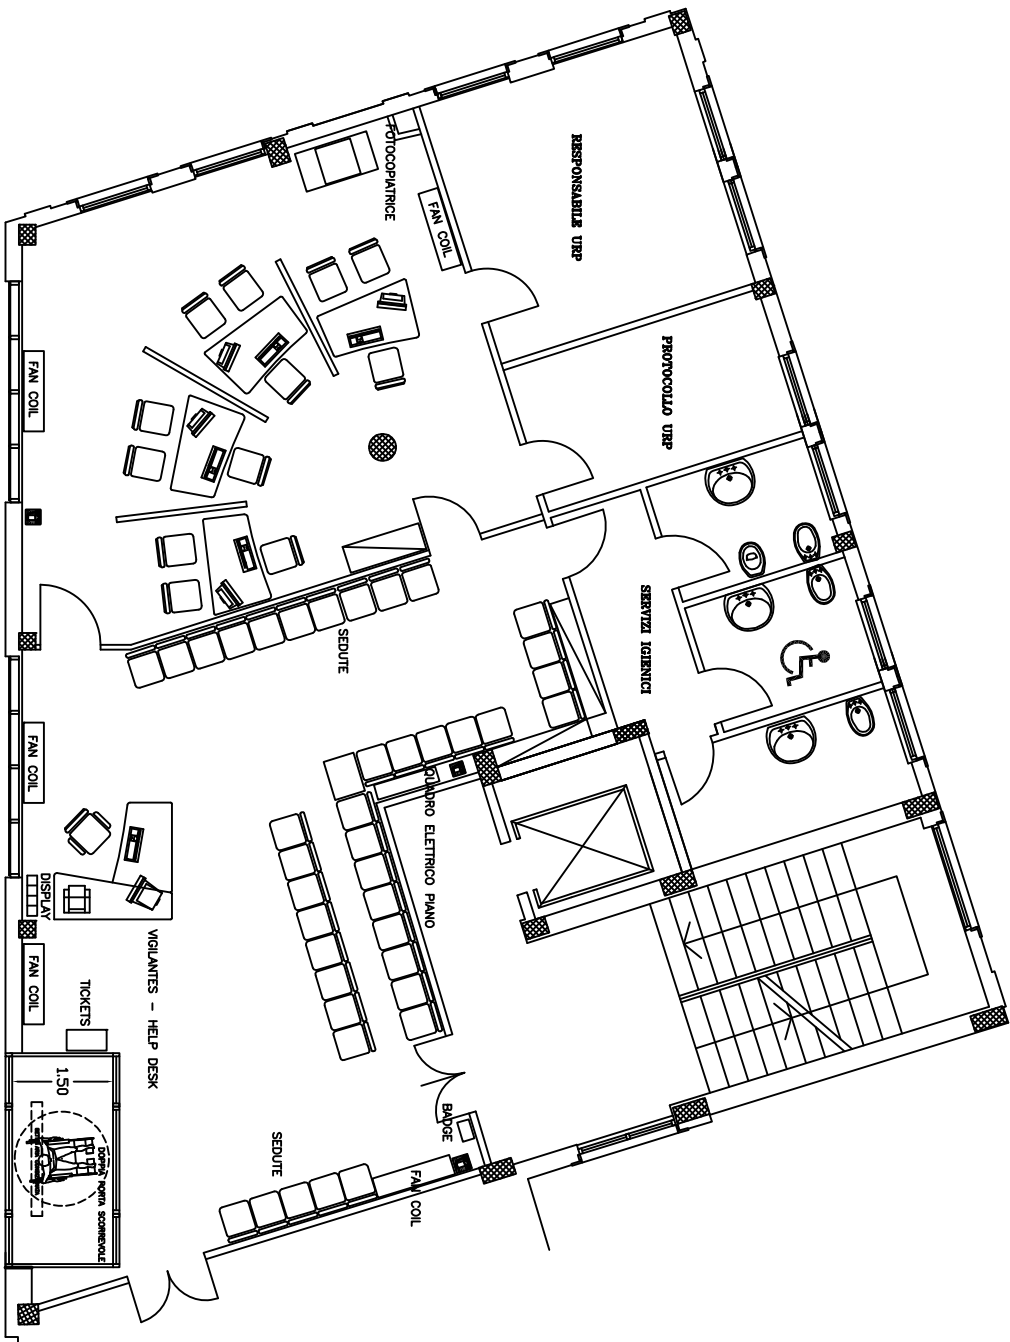 RESPONSABILE URP
FOTOCOPIATRICE
FAN COIL
PROTOCOLLO URP
FAN COIL
SERVIZI IGIENICI
SEDUTE
FAN COIL
QUADRO ELETTRICO PIANO
DISPLAY
VIGILANTES - HELP DESK
FAN COIL
TICKETS
1.50
DOPPIA PORTA SCORREVOLE
BADGE
SEDUTE
FAN COIL